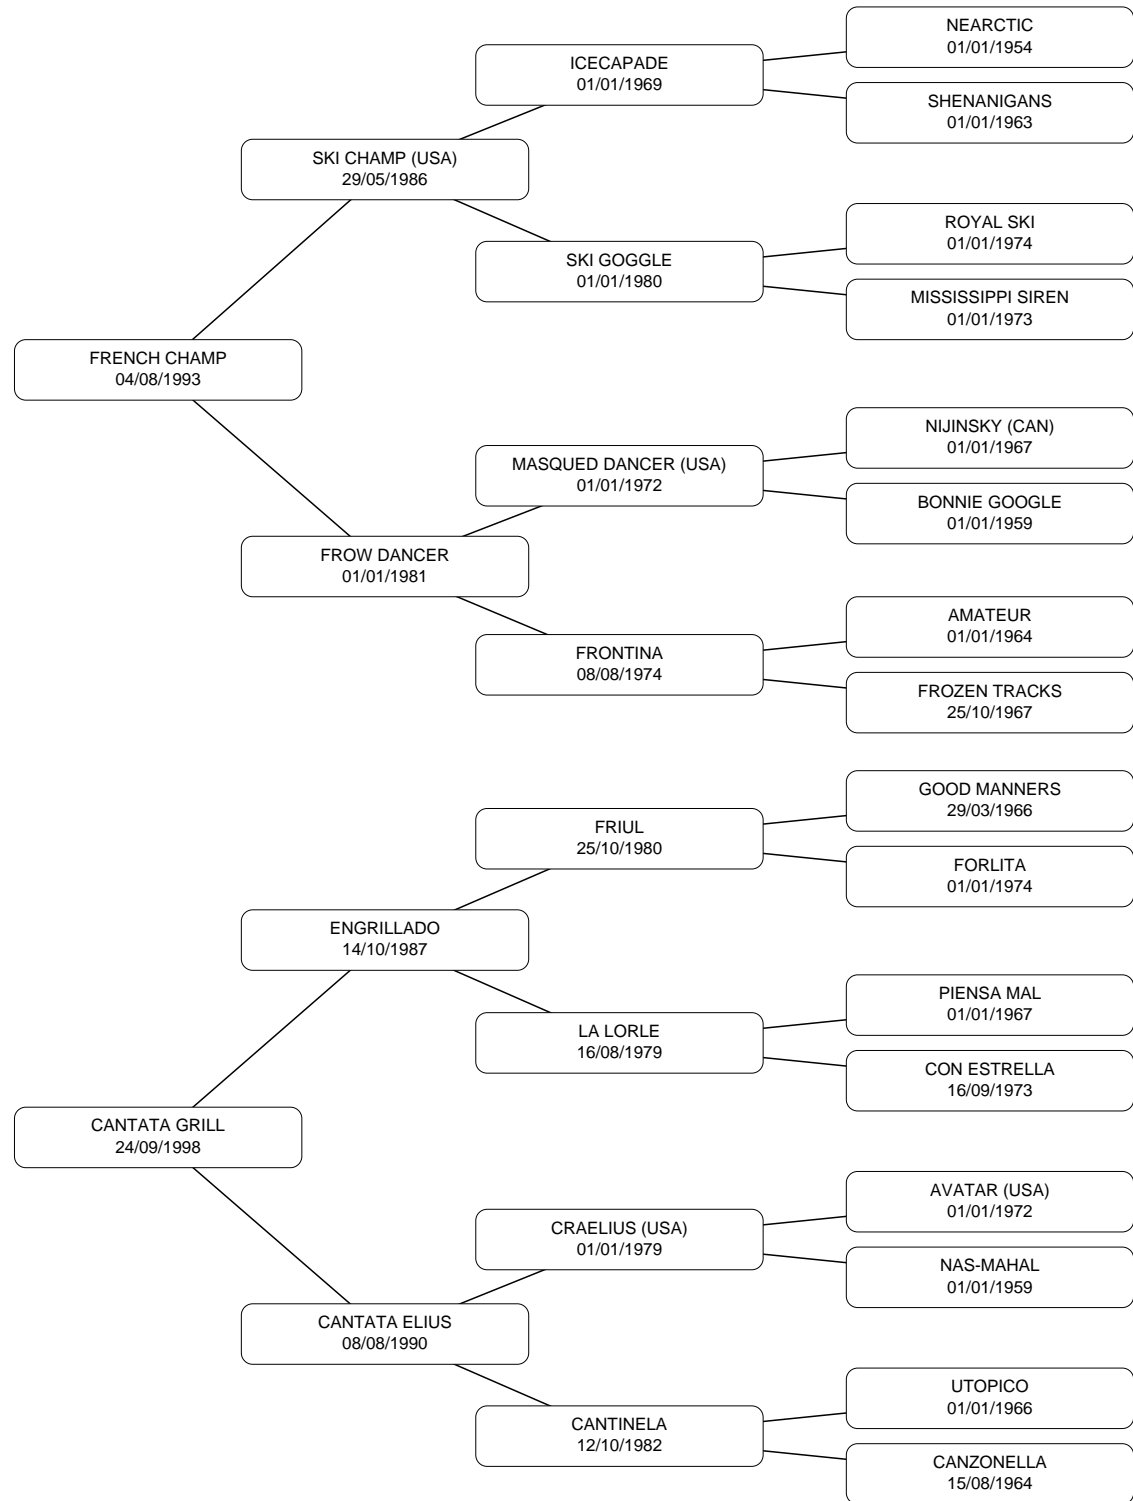 NEARCTIC
01/01/1954
ICECAPADE
01/01/1969
SHENANIGANS
01/01/1963
SKI CHAMP (USA)
29/05/1986
ROYAL SKI
01/01/1974
SKI GOGGLE
01/01/1980
MISSISSIPPI SIREN
01/01/1973
FRENCH CHAMP
04/08/1993
NIJINSKY (CAN)
01/01/1967
MASQUED DANCER (USA)
01/01/1972
BONNIE GOOGLE
01/01/1959
FROW DANCER
01/01/1981
AMATEUR
01/01/1964
FRONTINA
08/08/1974
FROZEN TRACKS
25/10/1967
GOOD MANNERS
29/03/1966
FRIUL
25/10/1980
FORLITA
01/01/1974
ENGRILLADO
14/10/1987
PIENSA MAL
01/01/1967
LA LORLE
16/08/1979
CON ESTRELLA
16/09/1973
CANTATA GRILL
24/09/1998
AVATAR (USA)
01/01/1972
CRAELIUS (USA)
01/01/1979
NAS-MAHAL
01/01/1959
CANTATA ELIUS
08/08/1990
UTOPICO
01/01/1966
CANTINELA
12/10/1982
CANZONELLA
15/08/1964